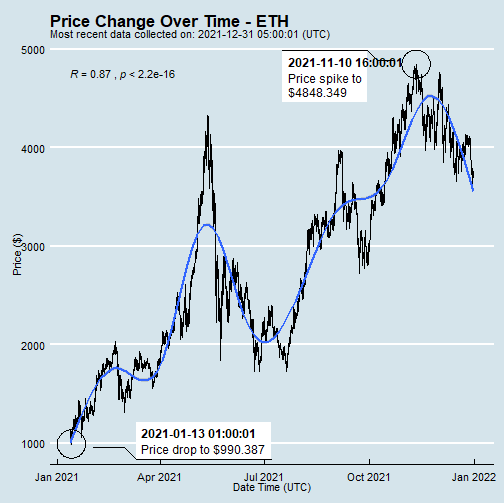 Price Change Over Time - ETH
Most recent data collected on: 2021-12-31 05:00:01 (UTC)
5000
R = 0.87 , p < 2.2e-16
2021-11-10 16:00:01
Price spike to
$4848.349
4000
3000
Price ($)
2000
2021-01-13 01:00:01
Price drop to $990.387
1000
Jan 2021
Apr 2021
Jul 2021
Oct 2021
Jan 2022
Date Time (UTC)